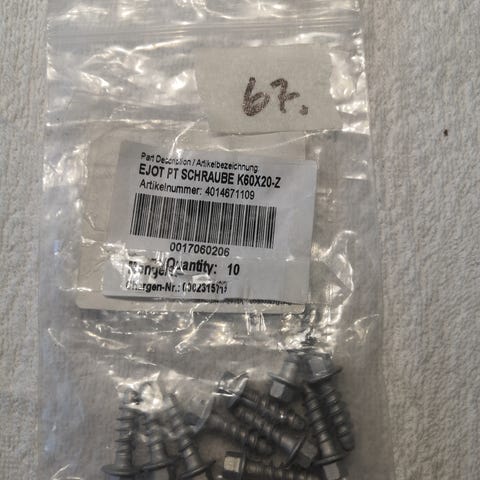 67.
Part Description / Artikelbezeichnung:
EJOT PT SCHRAUBE K60X20-Z
Artikelnummer: 4014671109
0017060206
Quantity: 10